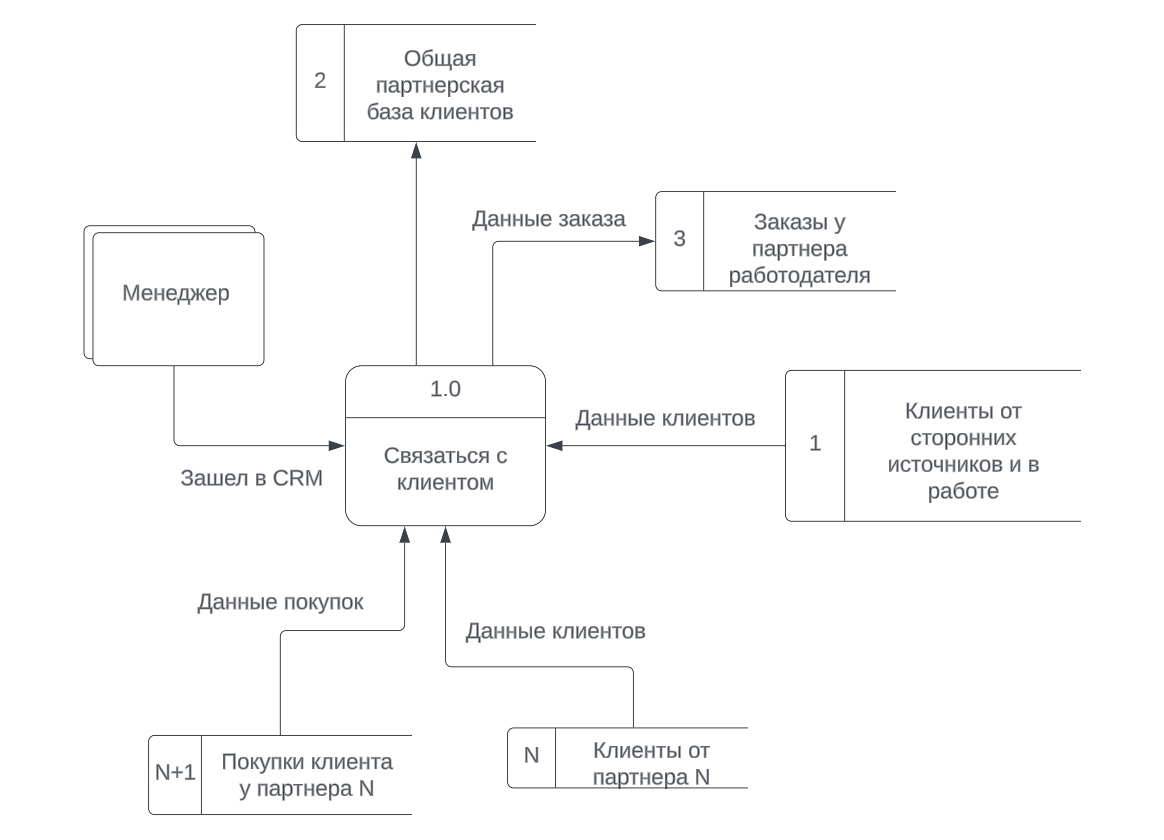 2
Общая
партнерская
база клиентов
Данные заказа
3
Заказы у
партнера
работодателя
Менеджер
1.0
Связаться с
клиентом
Зашел в CRM
Данные клиентов
1
Клиенты от
сторонних
источников и в
работе
Данные покупок
Данные клиентов
N+1
Покупки клиента
у партнера N
N
Клиенты от
партнера N